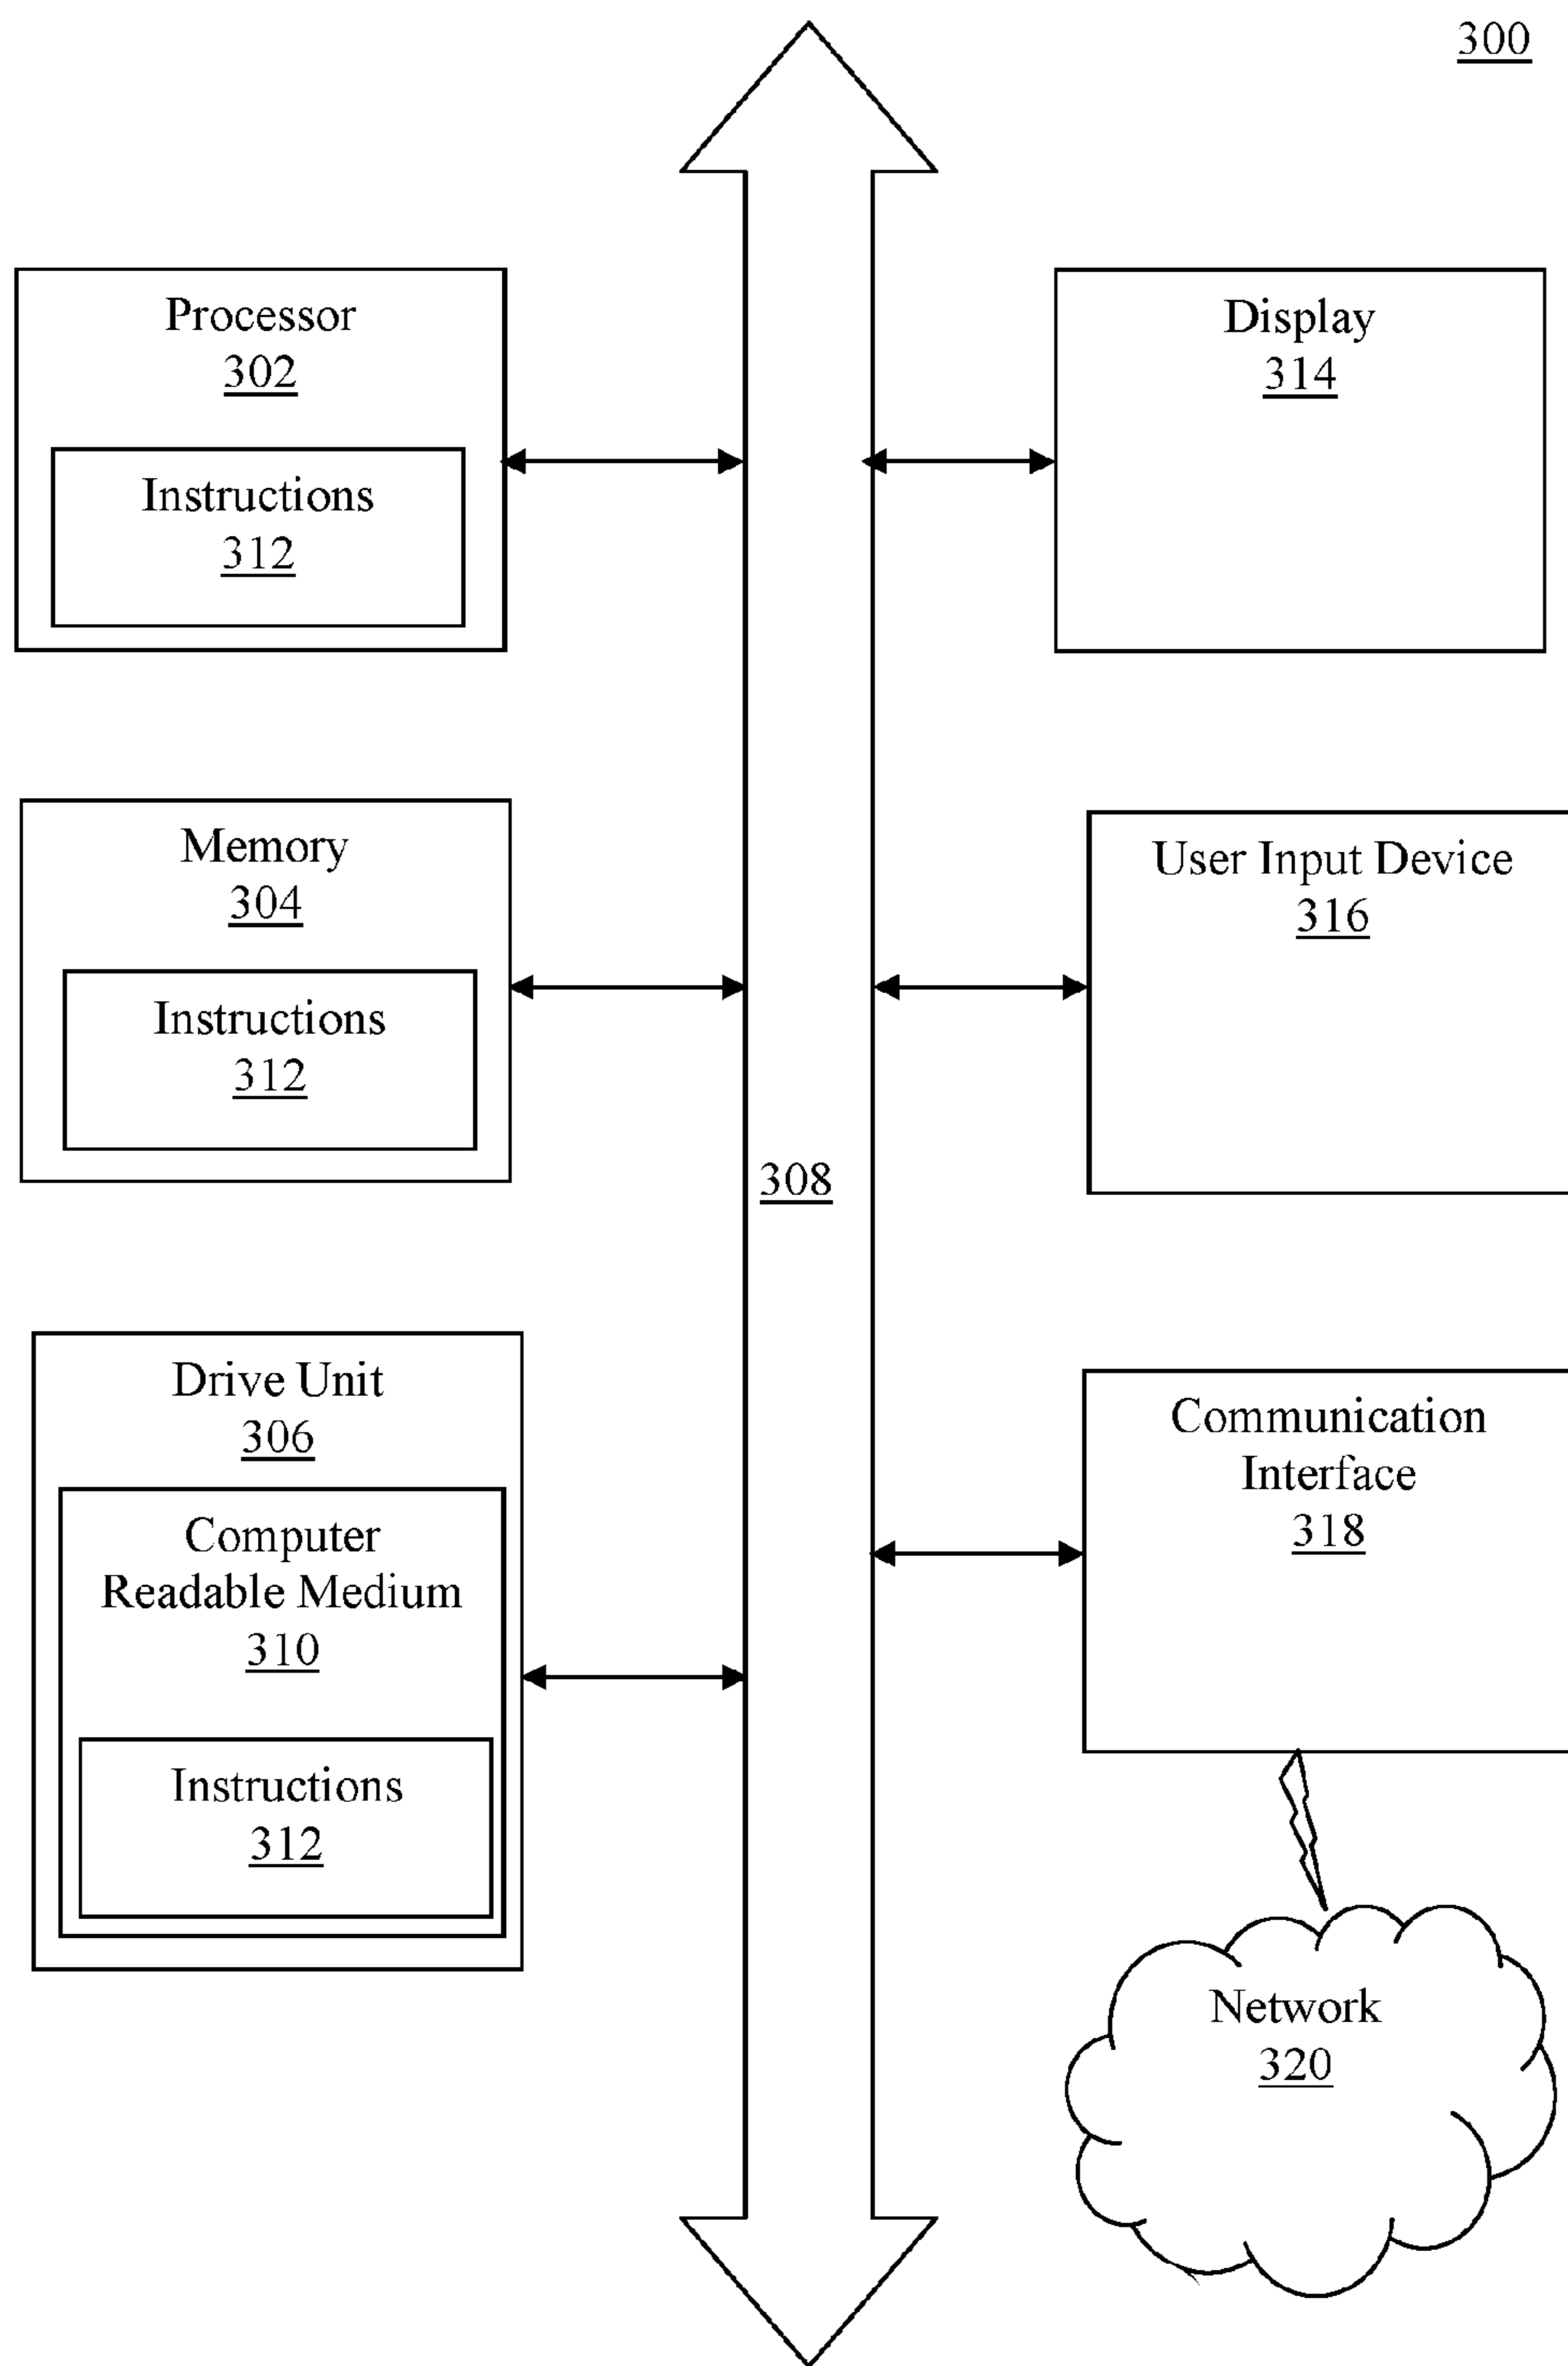 300
Processor
302
Instructions
312
Memory
304
Instructions
312
Drive Unit
306
Computer
Readable Medium
310
Instructions
312
308
Display
314
User Input Device
316
Communication
Interface
318
Network
320